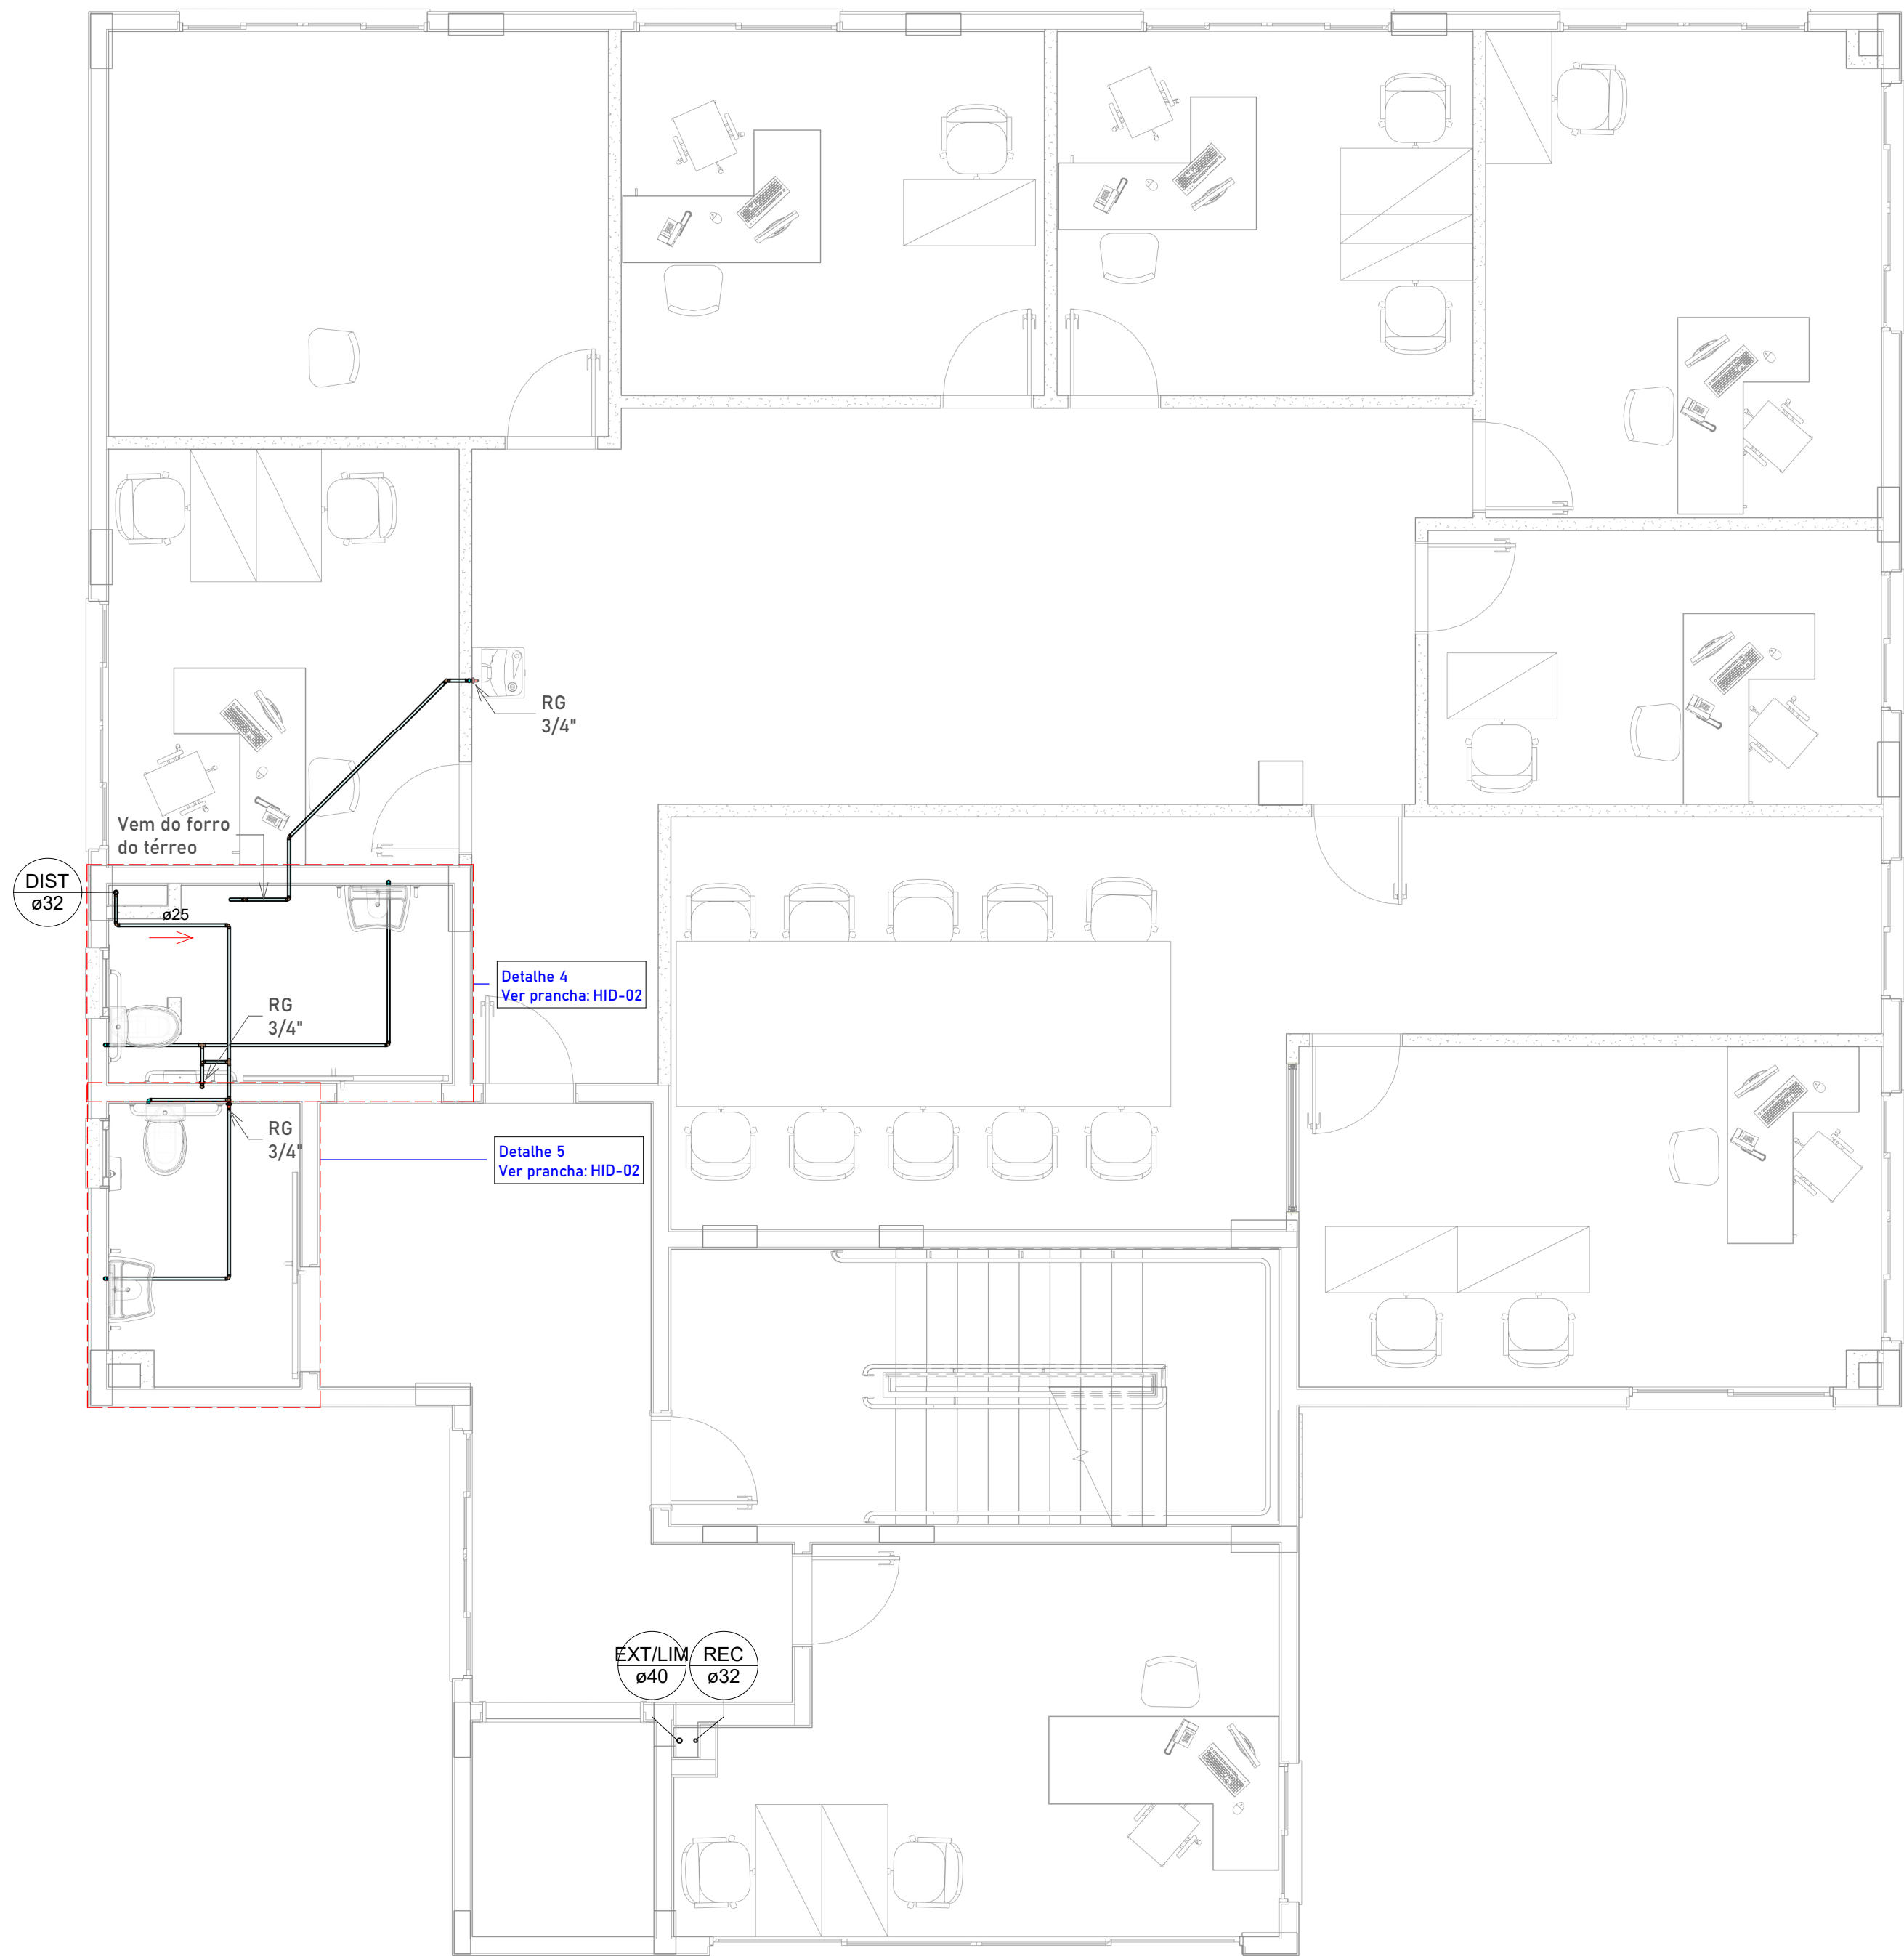 RG
3/4"
Vem do forro
do térreo
DIST
ø32
ø25
Detalhe 4
Ver prancha: HID-02
RG
3/4"
RG
3/4"
Detalhe 5
Ver prancha: HID-02
EXT/LIM
ø40
REC
ø32